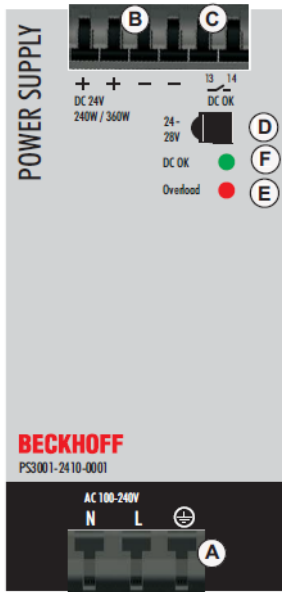 B C
POWER SUPPLY
+ + − −
13 14
DC 24V
240W / 360W
DC OK
24-
28V
D
DC OK
F
Overload
E
BECKHOFF
PS3001-2410-0001
AC 100-240V
N L
A